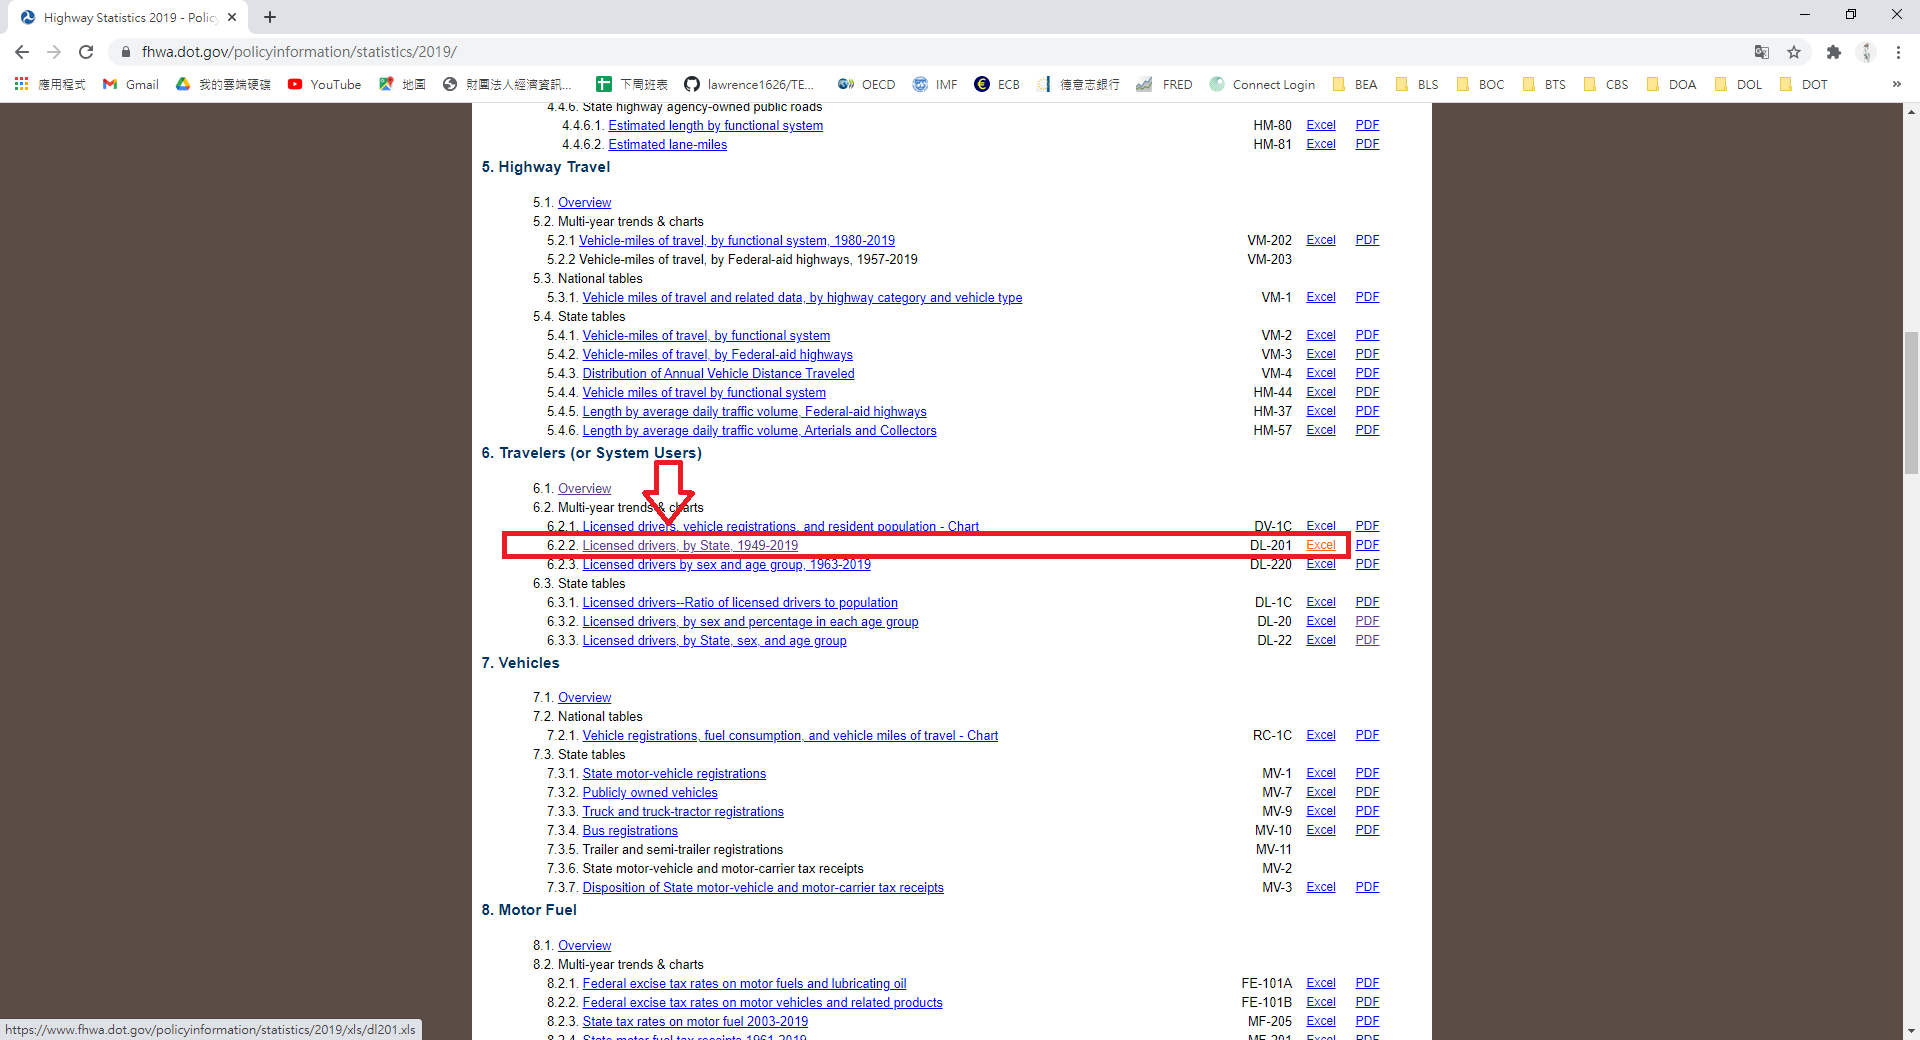 Highway Statistics 2019 - Policy
fhwa.dot.gov/policyinformation/statistics/2019/
應用程式 Gmail 我的雲端硬碟 YouTube 地圖 財團法人經濟資訊... 下周班表 lawrence1626/TE... OECD IMF ECB 德意志銀行 FRED Connect Login BEA BLS BOC BTS CBS DOA DOL DOT »
4.4.6. State highway agency-owned public roads
4.4.6.1. Estimated length by functional system HM-80 Excel PDF
4.4.6.2. Estimated lane-miles HM-81 Excel PDF
5. Highway Travel
5.1. Overview
5.2. Multi-year trends & charts
5.2.1 Vehicle-miles of travel, by functional system, 1980-2019 VM-202 Excel PDF
5.2.2 Vehicle-miles of travel, by Federal-aid highways, 1957-2019 VM-203
5.3. National tables
5.3.1. Vehicle miles of travel and related data, by highway category and vehicle type VM-1 Excel PDF
5.4. State tables
5.4.1. Vehicle-miles of travel, by functional system VM-2 Excel PDF
5.4.2. Vehicle-miles of travel, by Federal-aid highways VM-3 Excel PDF
5.4.3. Distribution of Annual Vehicle Distance Traveled VM-4 Excel PDF
5.4.4. Vehicle miles of travel by functional system HM-44 Excel PDF
5.4.5. Length by average daily traffic volume, Federal-aid highways HM-37 Excel PDF
5.4.6. Length by average daily traffic volume, Arterials and Collectors HM-57 Excel PDF
6. Travelers (or System Users)
6.1. Overview
6.2. Multi-year trends & charts
6.2.1. Licensed drivers, vehicle registrations, and resident population - Chart DV-1C Excel PDF
6.2.2. Licensed drivers, by State, 1949-2019 DL-201 Excel PDF
6.2.3. Licensed drivers by sex and age group, 1963-2019 DL-220 Excel PDF
6.3. State tables
6.3.1. Licensed drivers--Ratio of licensed drivers to population DL-1C Excel PDF
6.3.2. Licensed drivers, by sex and percentage in each age group DL-20 Excel PDF
6.3.3. Licensed drivers, by State, sex, and age group DL-22 Excel PDF
7. Vehicles
7.1. Overview
7.2. National tables
7.2.1. Vehicle registrations, fuel consumption, and vehicle miles of travel - Chart RC-1C Excel PDF
7.3. State tables
7.3.1. State motor-vehicle registrations MV-1 Excel PDF
7.3.2. Publicly owned vehicles MV-7 Excel PDF
7.3.3. Truck and truck-tractor registrations MV-9 Excel PDF
7.3.4. Bus registrations MV-10 Excel PDF
7.3.5. Trailer and semi-trailer registrations MV-11
7.3.6. State motor-vehicle and motor-carrier tax receipts MV-2
7.3.7. Disposition of State motor-vehicle and motor-carrier tax receipts MV-3 Excel PDF
8. Motor Fuel
8.1. Overview
8.2. Multi-year trends & charts
8.2.1. Federal excise tax rates on motor fuels and lubricating oil FE-101A Excel PDF
8.2.2. Federal excise tax rates on motor vehicles and related products FE-101B Excel PDF
8.2.3. State tax rates on motor fuel 2003-2019 MF-205 Excel PDF
8.2.4. State motor fuel tax receipts 1961-2019 MF-201 Excel PDF
https://www.fhwa.dot.gov/policyinformation/statistics/2019/xls/dl201.xls